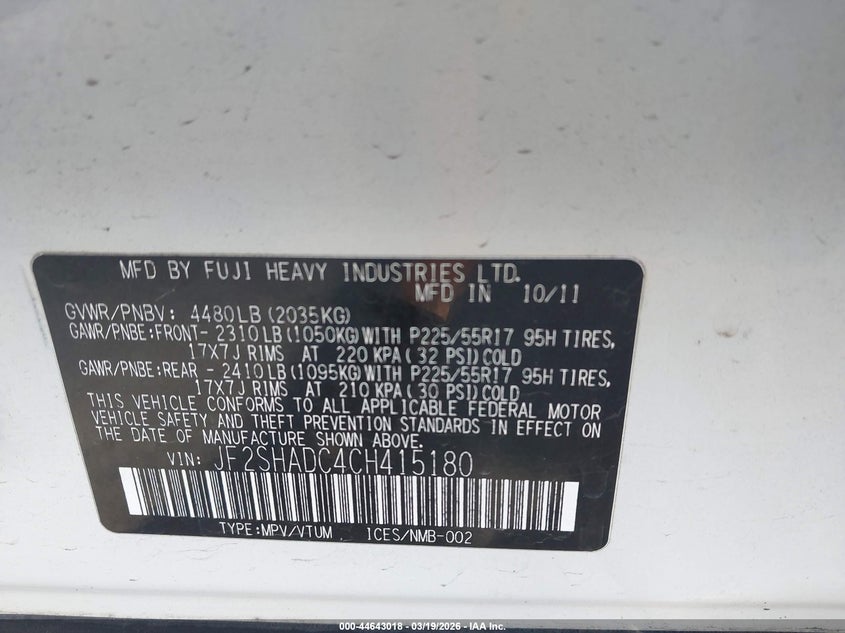 MFD BY FUJI HEAVY INDUSTRIES LTD.
MFD IN 10/11
GVWR/PNBV: 4480LB (2035KG)
GAWR/PNBE:FRONT- 2310LB(1050KG)WITH P225/55R17 95H TIRES,
17X7J RIMS AT 220 KPA( 32 PSI)COLD
GAWR/PNBE:REAR - 2410LB(1095KG)WITH P225/55R17 95H TIRES,
17X7J RIMS AT 210 KPA( 30 PSI)COLD
THIS VEHICLE CONFORMS TO ALL APPLICABLE FEDERAL MOTOR
VEHICLE SAFETY AND THEFT PREVENTION STANDARDS IN EFFECT ON
THE DATE OF MANUFACTURE SHOWN ABOVE.
VIN: JF2SHADC4CH415180
TYPE:MPV/VTUM ICES/NMB-002
000-44643018 - 03/19/2026 - IAA Inc.